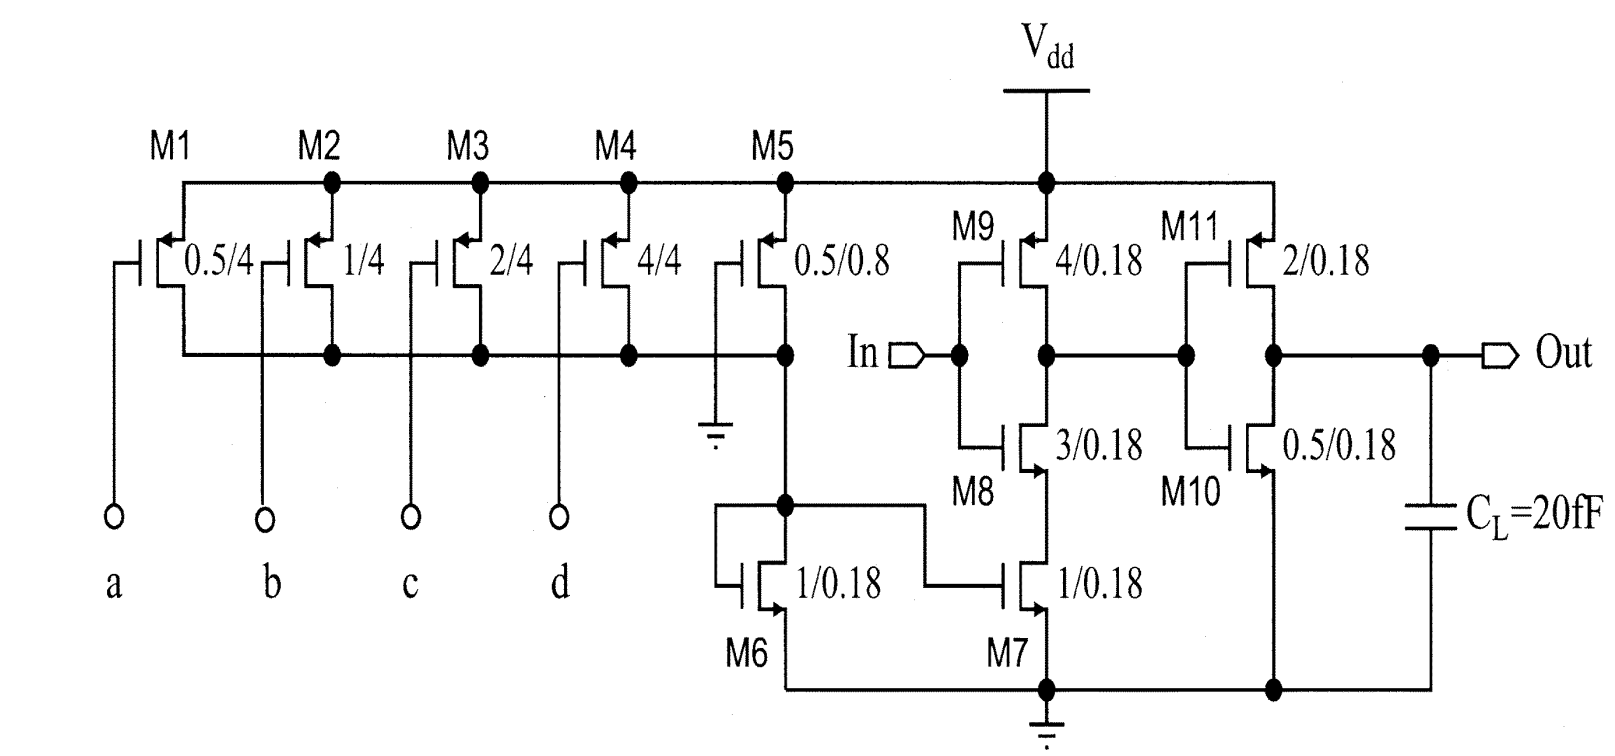 V_dd
M1 M2 M3 M4 M5
M9 M11
0.5/4 1/4 2/4 4/4 0.5/0.8 4/0.18 2/0.18
In Out
3/0.18 0.5/0.18
M8 M10
C_L=20fF
a b c d
1/0.18 1/0.18
M6 M7